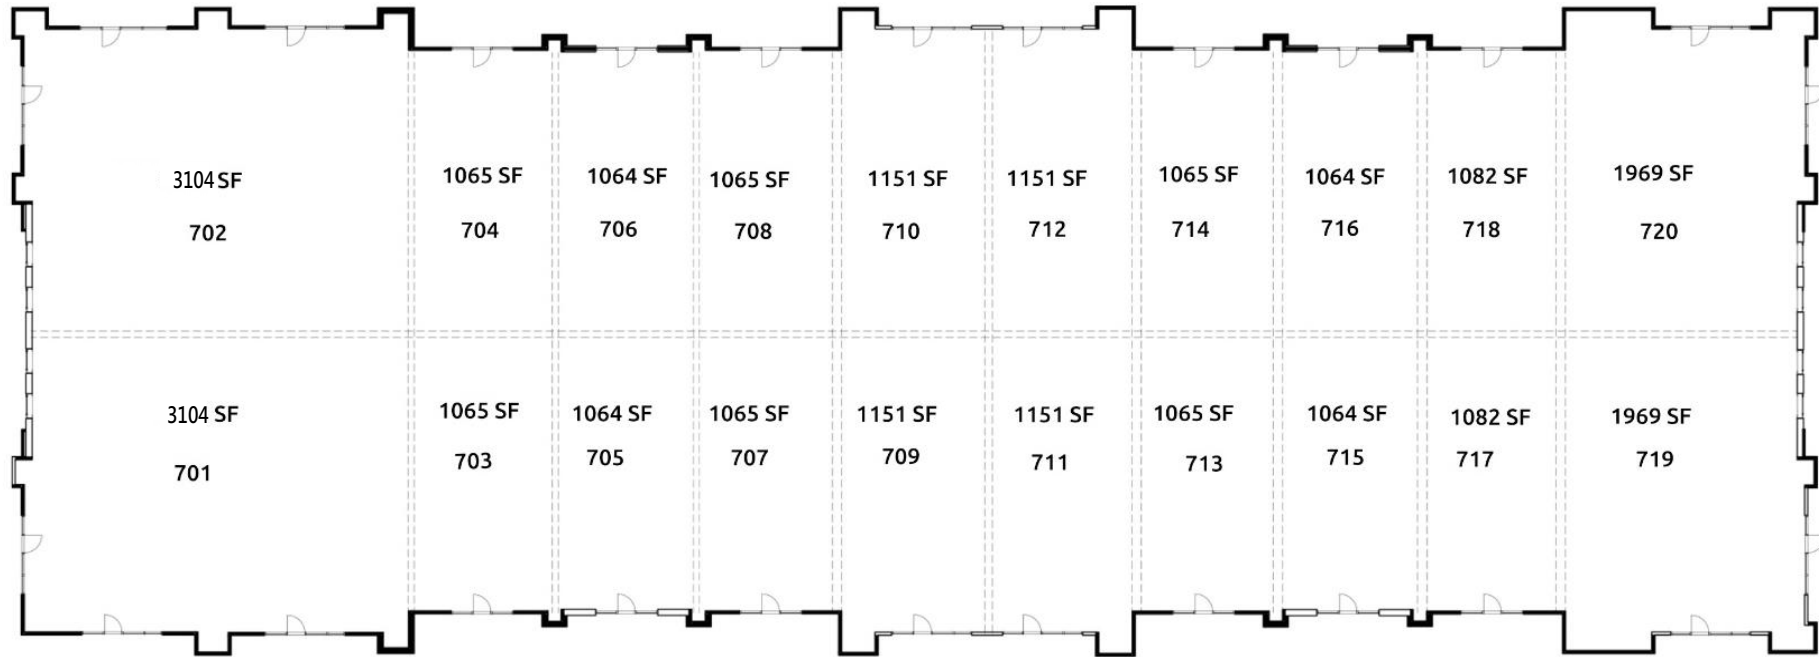 3104 SF
702
1065 SF
704
1064 SF
706
1065 SF
708
1151 SF
710
1151 SF
712
1065 SF
714
1064 SF
716
1082 SF
718
1969 SF
720
3104 SF
701
1065 SF
703
1064 SF
705
1065 SF
707
1151 SF
709
1151 SF
711
1065 SF
713
1064 SF
715
1082 SF
717
1969 SF
719